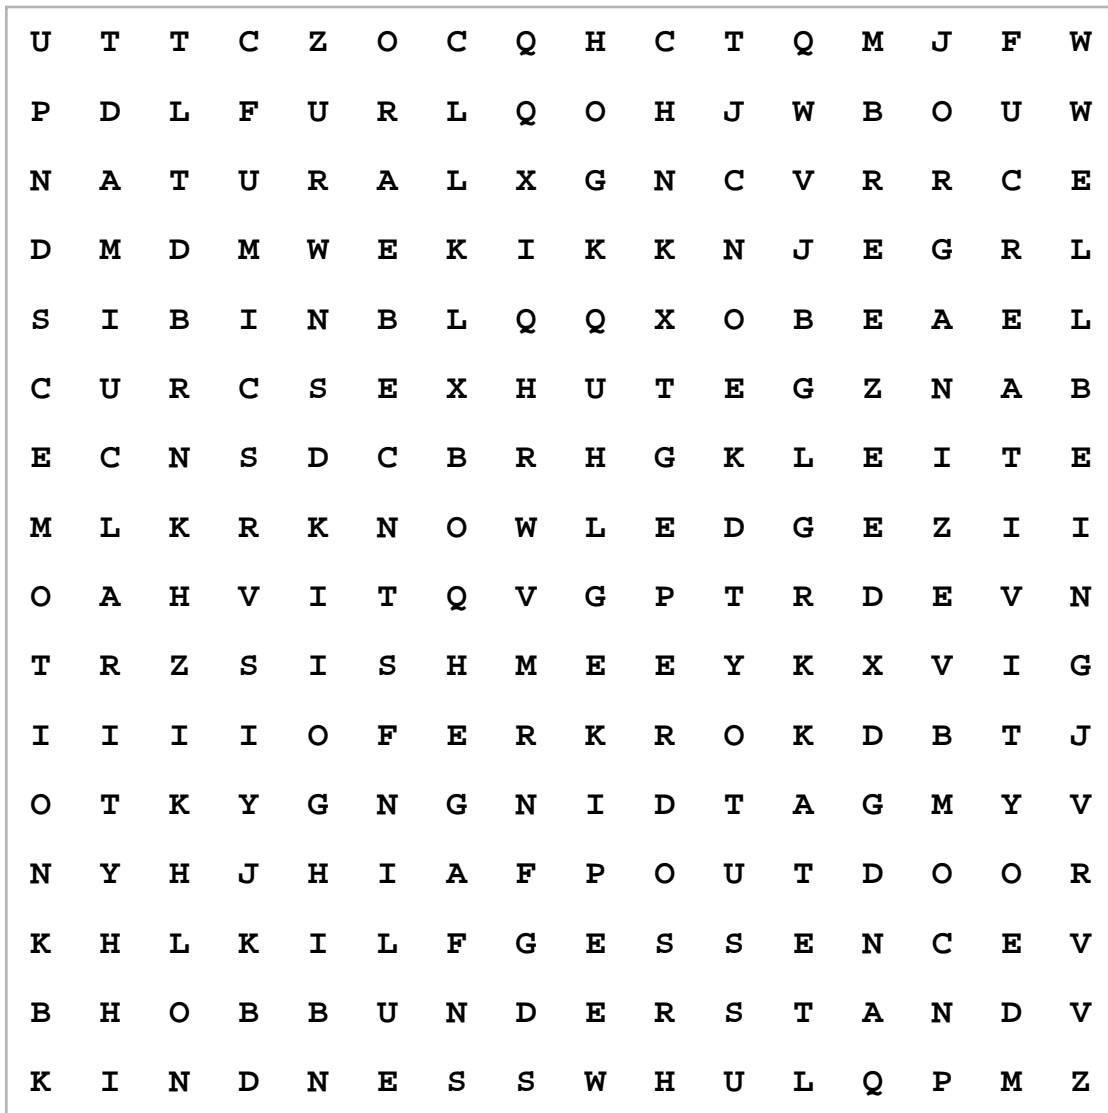 U T T C Z O C Q H C T Q M J F W
P D L F U R L Q O H J W B O U W
N A T U R A L X G N C V R R C E
D M D M W E K I K K N J E G R L
S I B I N B L Q Q X O B E A E L
C U R C S E X H U T E G Z N A B
E C N S D C B R H G K L E I T E
M L K R K N O W L E D G E Z I I
O A H V I T Q V G P T R D E V N
T R Z S I S H M E E Y K X V I G
I I I I O F E R K R O K D B T J
O T K Y G N G N I D T A G M Y V
N Y H J H I A F P O U T D O O R
K H L K I L F G E S S E N C E V
B H O B B U N D E R S T A N D V
K I N D N E S S W H U L Q P M Z